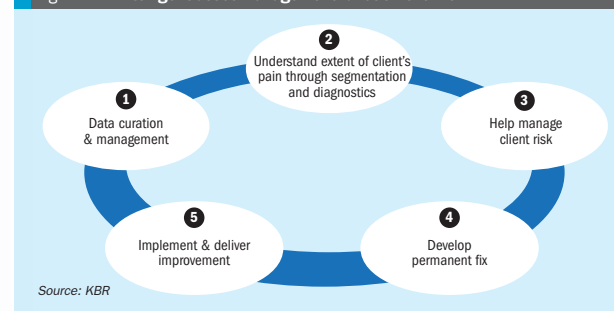 1
Data curation
& management
2
Understand extent of client's
pain through segmentation
and diagnostics
3
Help manage
client risk
4
Develop
permanent fix
5
Implement & deliver
improvement
Source: KBR